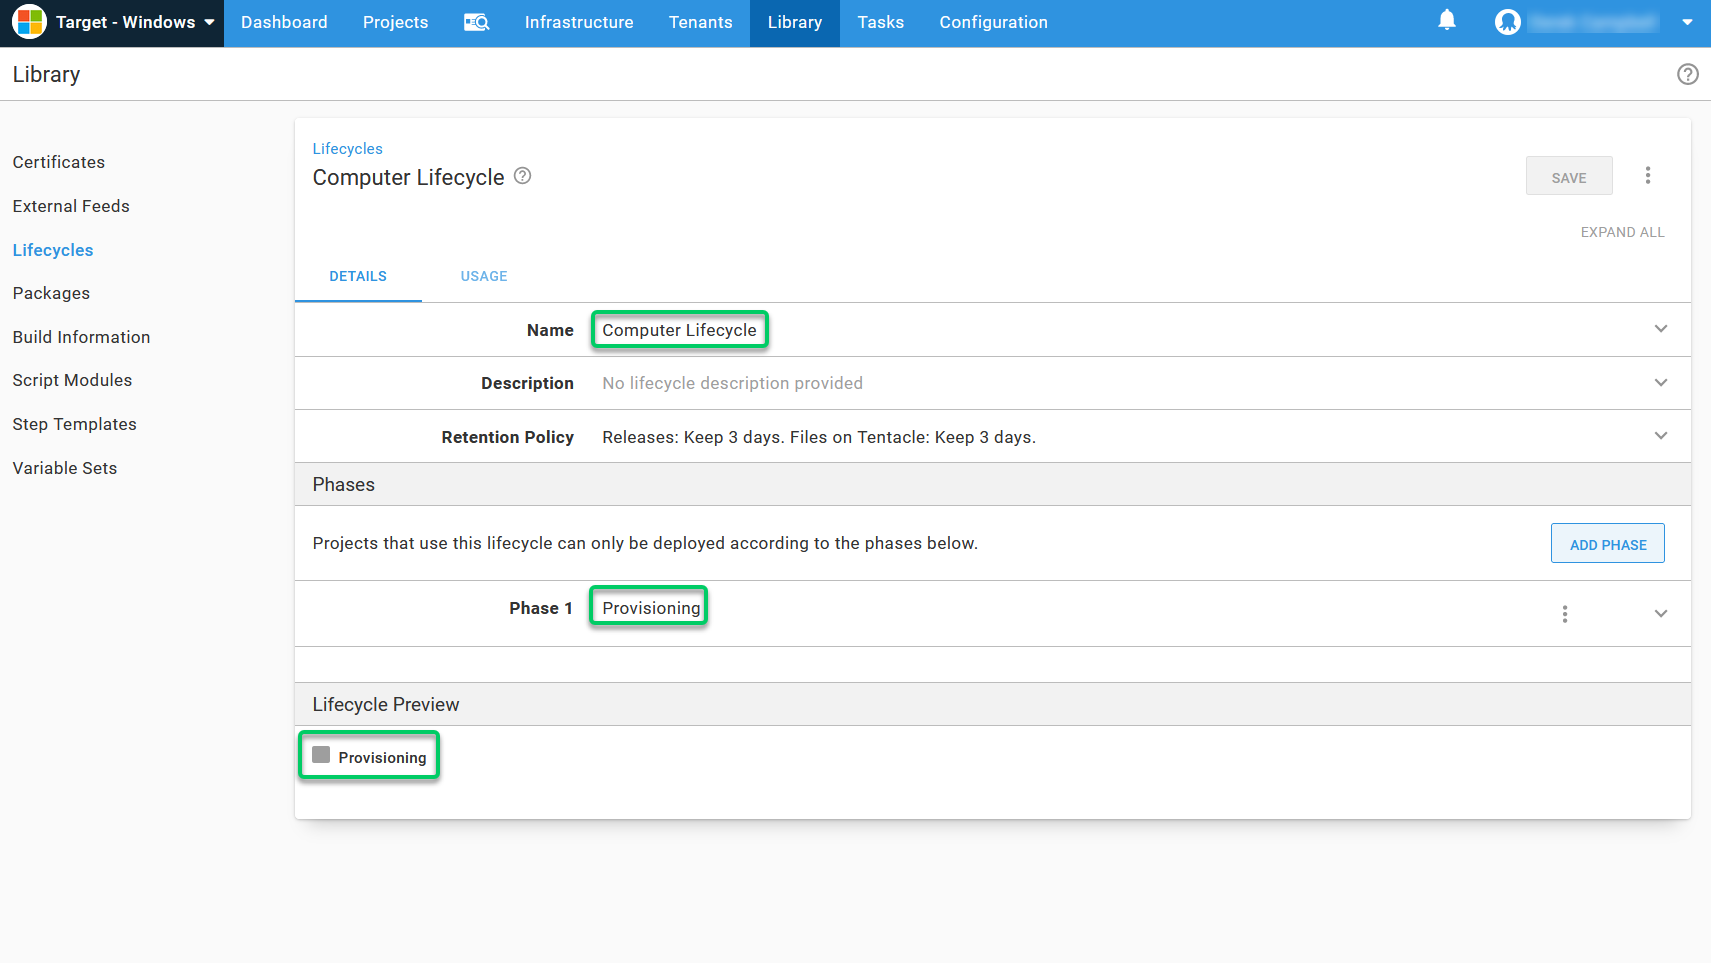 Target - Windows Dashboard Projects Infrastructure Tenants Library Tasks Configuration
Library
Certificates
External Feeds
Lifecycles
Packages
Build Information
Script Modules
Step Templates
Variable Sets
Lifecycles
Computer Lifecycle
SAVE
EXPAND ALL
DETAILS USAGE
Name Computer Lifecycle
Description No lifecycle description provided
Retention Policy Releases: Keep 3 days. Files on Tentacle: Keep 3 days.
Phases
Projects that use this lifecycle can only be deployed according to the phases below. ADD PHASE
Phase 1 Provisioning
Lifecycle Preview
Provisioning